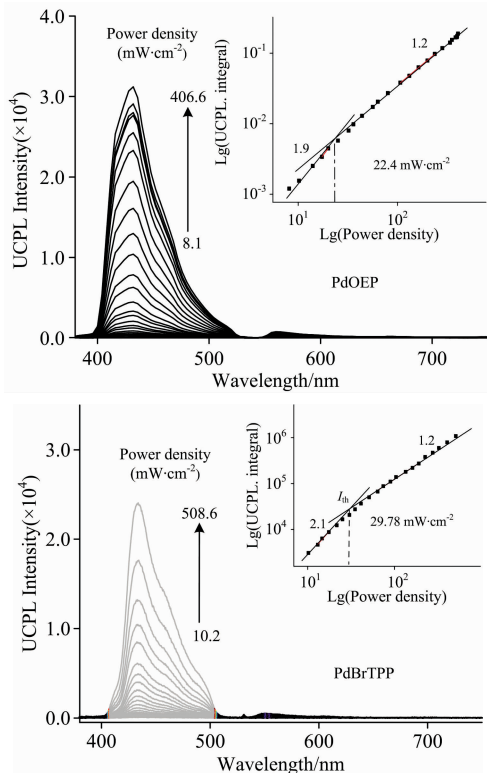 4.0
Power density
(mW·cm⁻²)
406.6
8.1
3.0
2.0
1.0
0.0
UCPL Intensity(×10⁴)
10⁻¹
10⁻²
10⁻³
Lg(UCPL. integral)
1.2
1.9
22.4 mW·cm⁻²
10¹ 10²
Lg(Power density)
PdOEP
400 500 600 700
Wavelength/nm
Power density
(mW·cm⁻²)
508.6
10.2
3.0
2.0
1.0
0.0
UCPL Intensity(×10⁴)
10⁶
10⁵
10⁴
Lg(UCPL. integral)
1.2
Iₜₕ
2.1
29.78 mW·cm⁻²
10¹ 10²
Lg(Power density)
PdBrTPP
400 500 600 700
Wavelength/nm